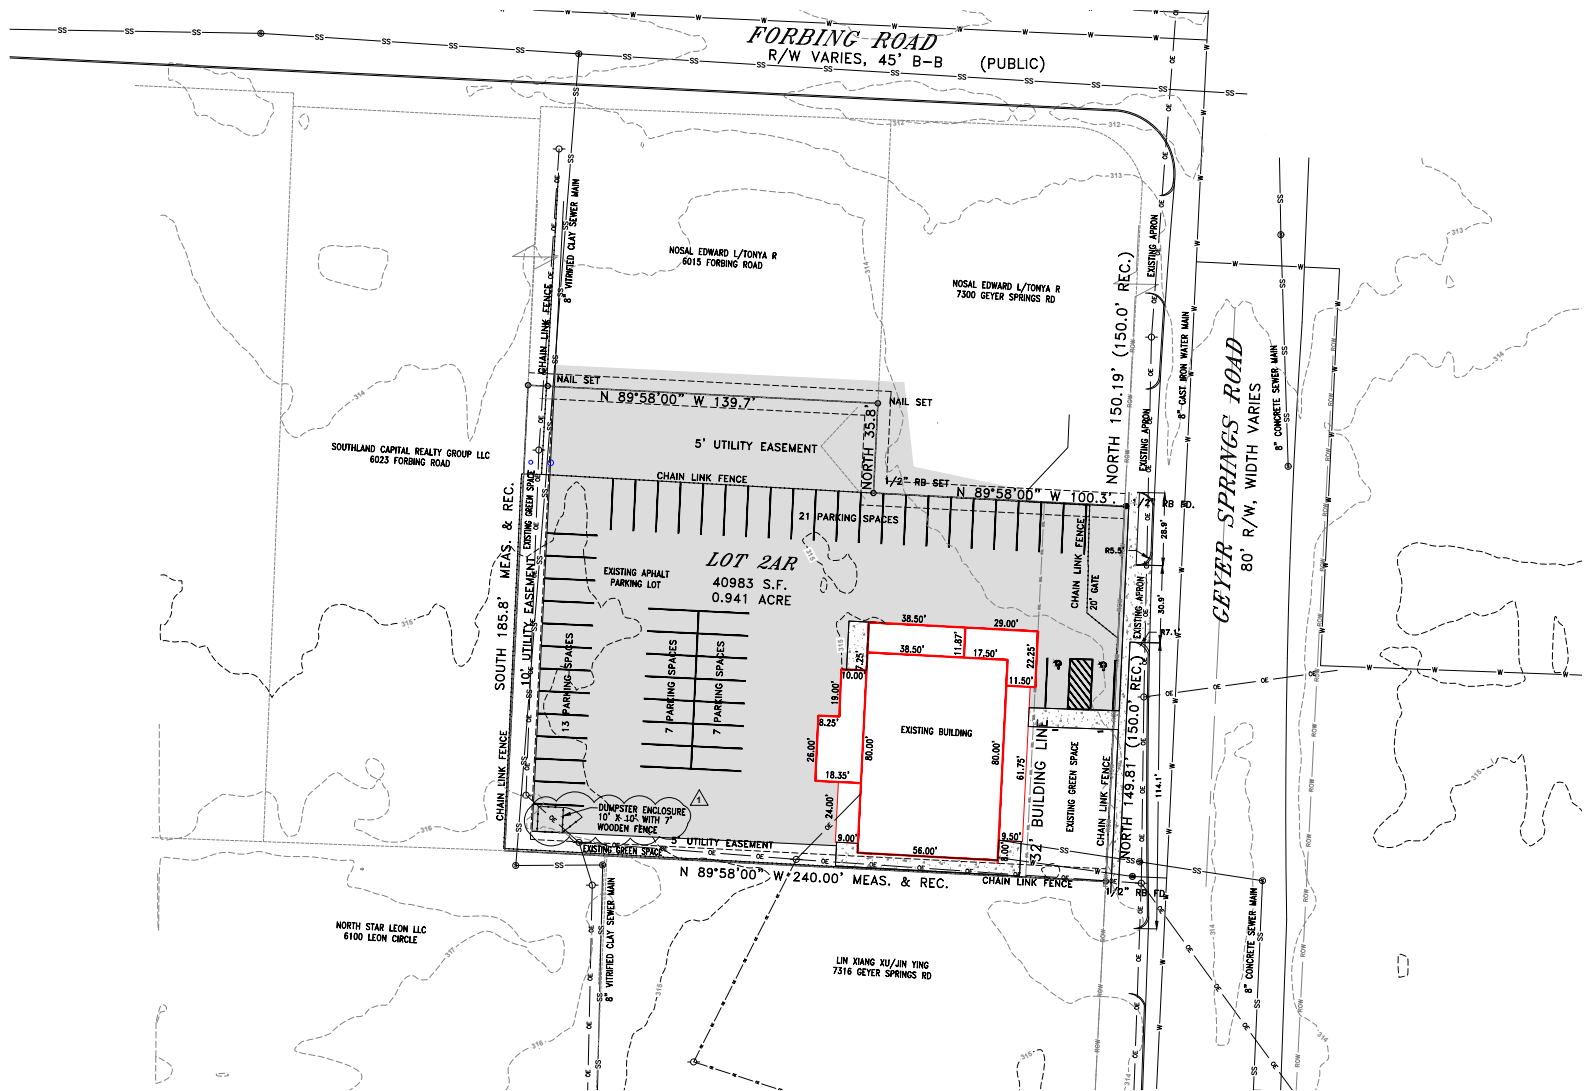 FORBING ROAD
R/W VARIES, 45' B-B (PUBLIC)
8" VITRIFIED CLAY SEWER MAIN
CHAIN LINK FENCE
NOSAL EDWARD L/TONYA R
6015 FORBING ROAD
NOSAL EDWARD L/TONYA R
7300 GEYER SPRINGS RD
NORTH 150.19' (150.0' REC.)
EXISTING APRON
8" CAST IRON WATER MAIN
GEYER SPRINGS ROAD
80' R/W, WIDTH VARIES
8" CONCRETE SEWER MAIN
NAIL SET
N 89°58'00" W 139.7'
NAIL SET
NORTH 35.8'
5' UTILITY EASEMENT
SOUTHLAND CAPITAL REALTY GROUP LLC
6023 FORBING ROAD
CHAIN LINK FENCE
1/2" RB SET
N 89°58'00" W 100.3'
1/2" RB FD.
EXISTING APRON
21 PARKING SPACES
LOT 2AR
40983 S.F.
0.941 ACRE
EXISTING APHALT
PARKING LOT
EXISTING GREEN SPACE
SOUTH 185.8' MEAS. & REC.
10' UTILITY EASEMENT
CHAIN LINK FENCE
20' GATE
R5.5'
28.9'
30.9'
EXISTING APRON
R7.1'
114.1'
13 PARKING SPACES
7 PARKING SPACES
7 PARKING SPACES
38.50'
29.00'
11.87'
38.50'
17.50'
22.25'
7.25'
10.00'
11.50'
19.00'
8.25'
26.00'
18.35'
80.00'
EXISTING BUILDING
80.00'
61.75'
24.00'
9.00'
56.00'
9.50'
8.00'
32' BUILDING LINE
EXISTING GREEN SPACE
CHAIN LINK FENCE
NORTH 149.81' (150.0' REC.)
CHAIN LINK FENCE
1
DUMPSTER ENCLOSURE
10' X 10' WITH 7'
WOODEN FENCE
5' UTILITY EASEMENT
EXISTING GREEN SPACE
N 89°58'00" W 240.00' MEAS. & REC.
CHAIN LINK FENCE
1/2" RB FD.
NORTH STAR LEON LLC
6100 LEON CIRCLE
8" VITRIFIED CLAY SEWER MAIN
LIN XIANG XU/JIN YING
7316 GEYER SPRINGS RD
8" CONCRETE SEWER MAIN